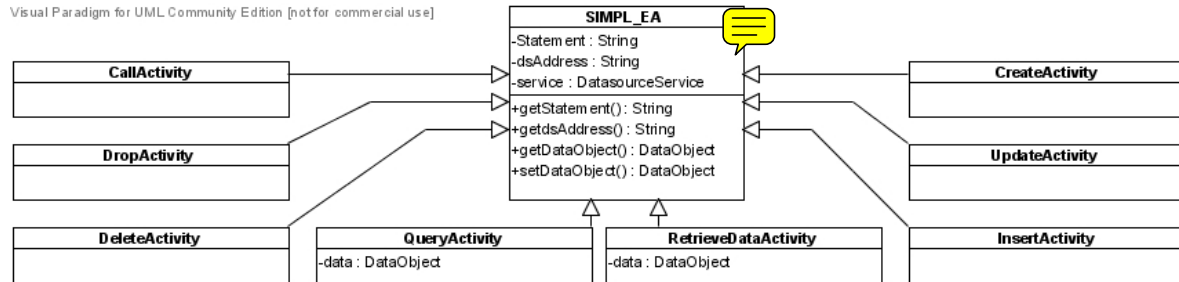 Visual Paradigm for UML Community Edition [not for commercial use]
SIMPL_EA
-Statement : String
-dsAddress : String
-service : DatasourceService
+getStatement() : String
+getdsAddress() : String
+getDataObject() : DataObject
+setDataObject() : DataObject
CallActivity
CreateActivity
DropActivity
UpdateActivity
DeleteActivity
QueryActivity
-data : DataObject
RetrieveDataActivity
-data : DataObject
InsertActivity